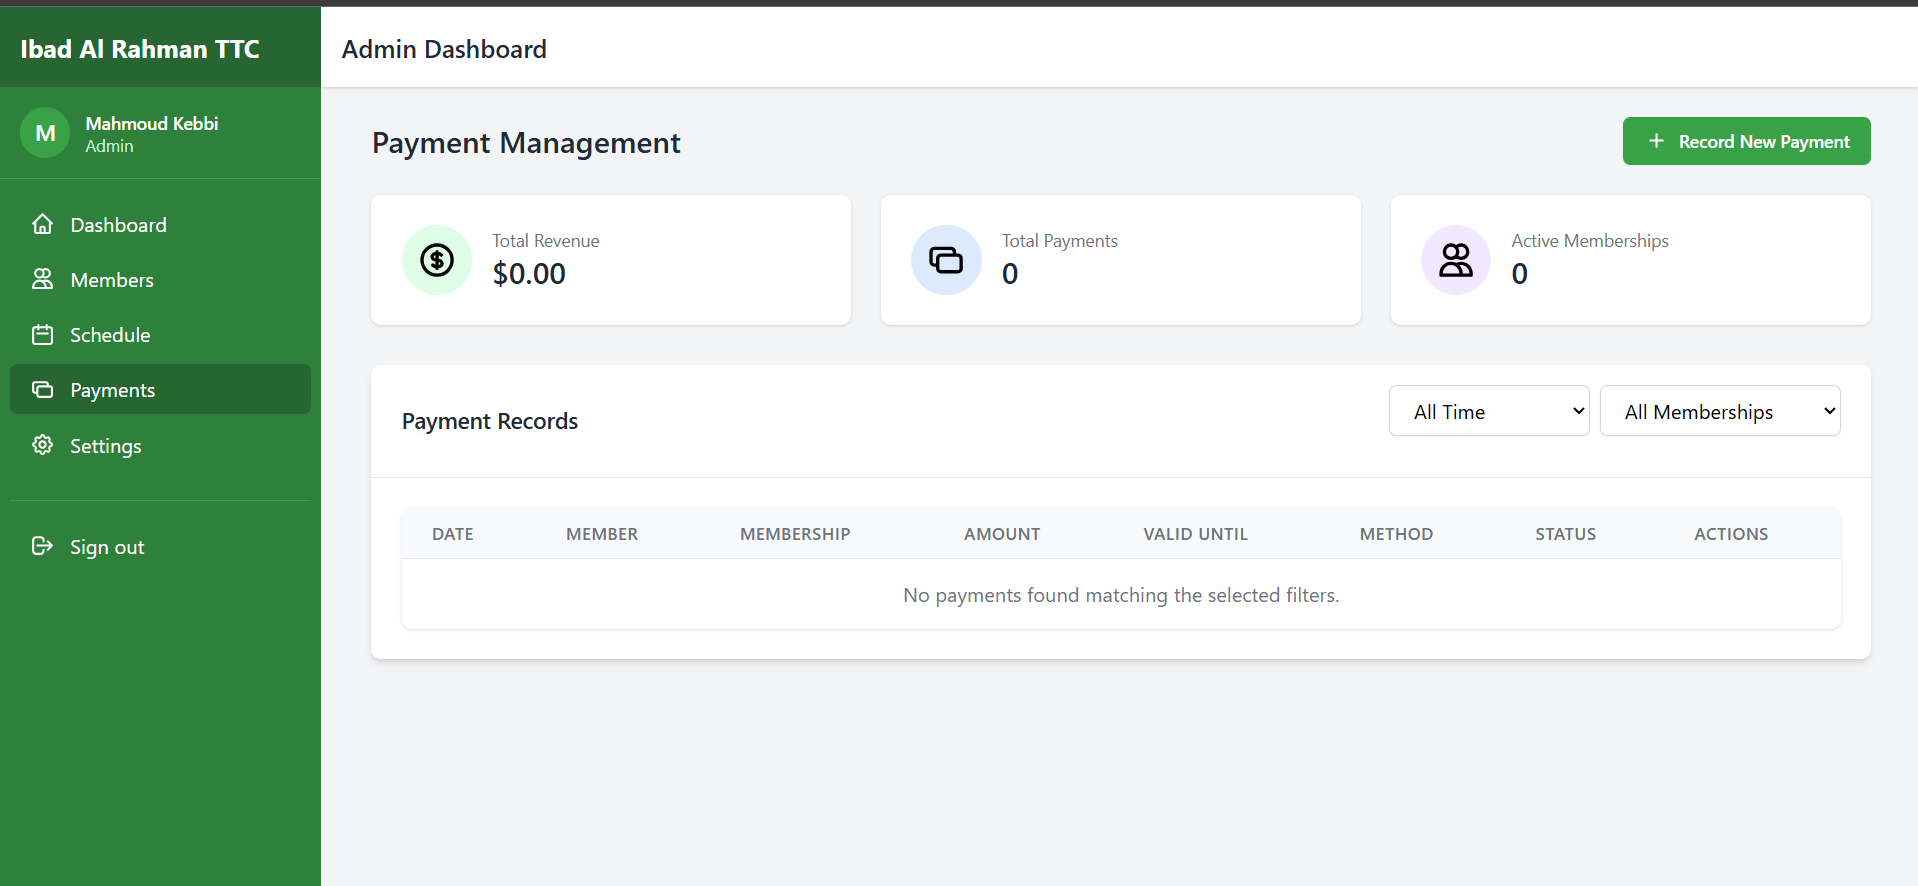 Ibad Al Rahman TTC
Admin Dashboard
M
Mahmoud Kebbi
Admin
Dashboard
Members
Schedule
Payments
Settings
Sign out
Payment Management
+ Record New Payment
Total Revenue
$0.00
Total Payments
0
Active Memberships
0
Payment Records
All Time
All Memberships
DATE MEMBER MEMBERSHIP AMOUNT VALID UNTIL METHOD STATUS ACTIONS
No payments found matching the selected filters.